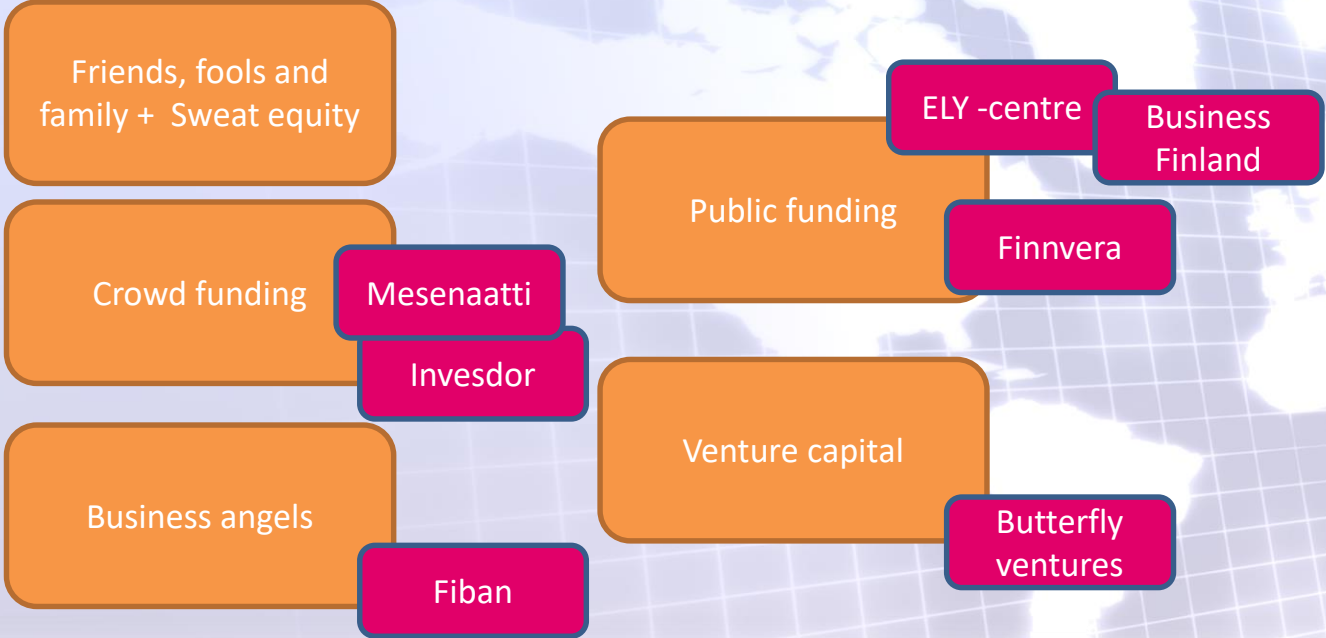 Friends, fools and
family + Sweat equity
Crowd funding
Mesenaatti
Invesdor
Business angels
Fiban
ELY -centre
Business
Finland
Public funding
Finnvera
Venture capital
Butterfly
ventures